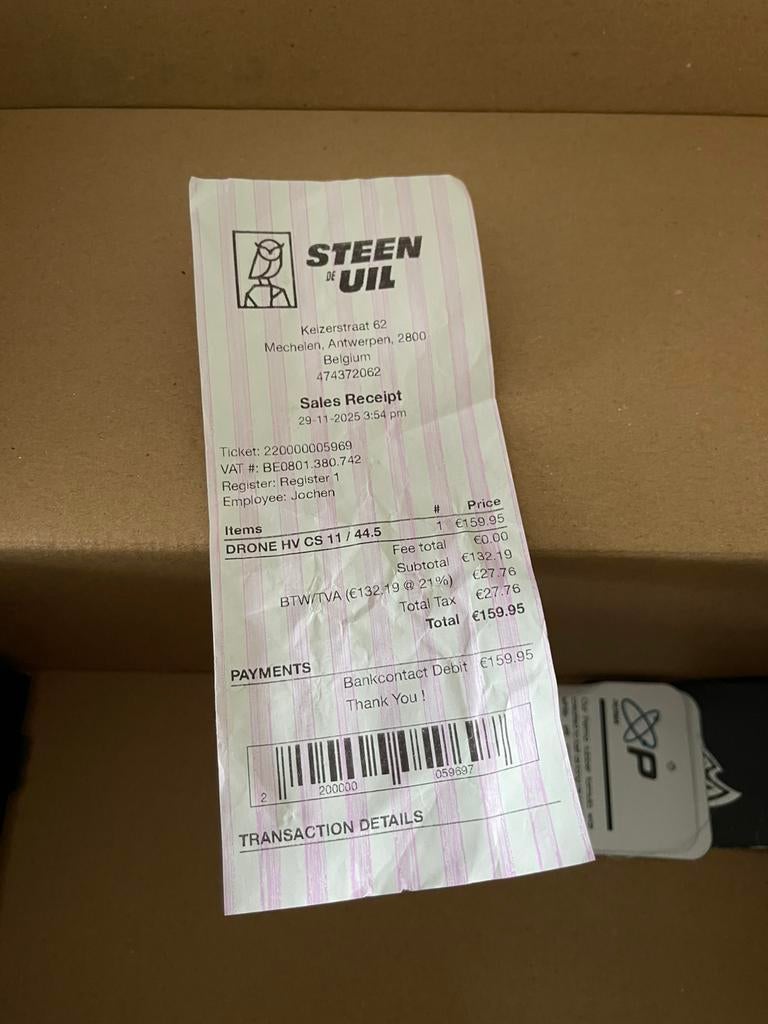 STEEN
DE UIL
Keizerstraat 62
Mechelen, Antwerpen, 2800
Belgium
474372062
Sales Receipt
29-11-2025 3:54 pm
Ticket: 220000005969
VAT #: BE0801.380.742
Register: Register 1
Employee: Jochen
Items # Price
DRONE HV CS 11 / 44.5 1 €159.95
Fee total €0.00
Subtotal €132.19
BTW/TVA (€132.19 @ 21%) €27.76
Total Tax €27.76
Total €159.95
PAYMENTS
Bankcontact Debit €159.95
Thank You !
2 200000 059697
TRANSACTION DETAILS